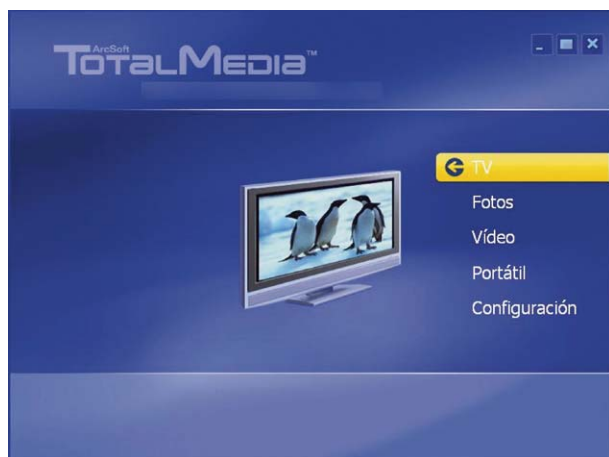 ArcSoft
TOTALMEDIA™
TV
Fotos
Vídeo
Portátil
Configuración